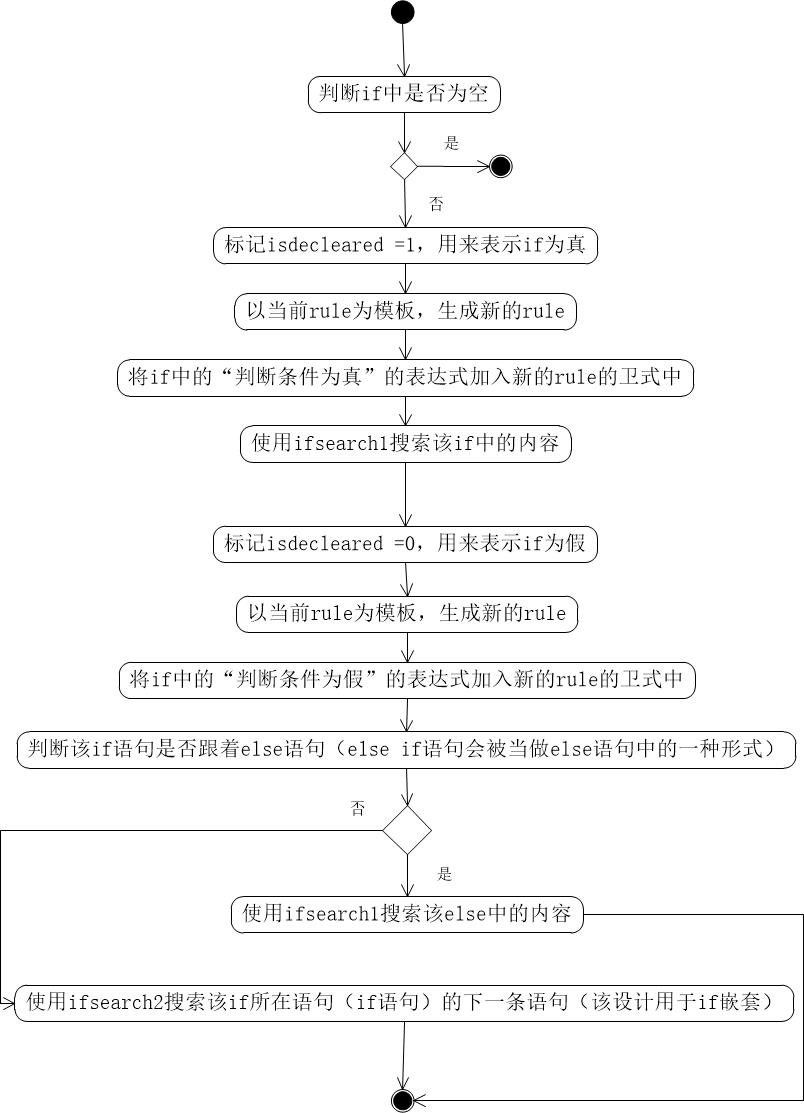 判断if中是否为空
是
否
标记isdecleared =1，用来表示if为真
以当前rule为模板，生成新的rule
将if中的“判断条件为真”的表达式加入新的rule的卫式中
使用ifsearch1搜索该if中的内容
标记isdecleared =0，用来表示if为假
以当前rule为模板，生成新的rule
将if中的“判断条件为假”的表达式加入新的rule的卫式中
判断该if语句是否跟着else语句（else if语句会被当做else语句中的一种形式）
否
是
使用ifsearch1搜索该else中的内容
使用ifsearch2搜索该if所在语句（if语句）的下一条语句（该设计用于if嵌套）